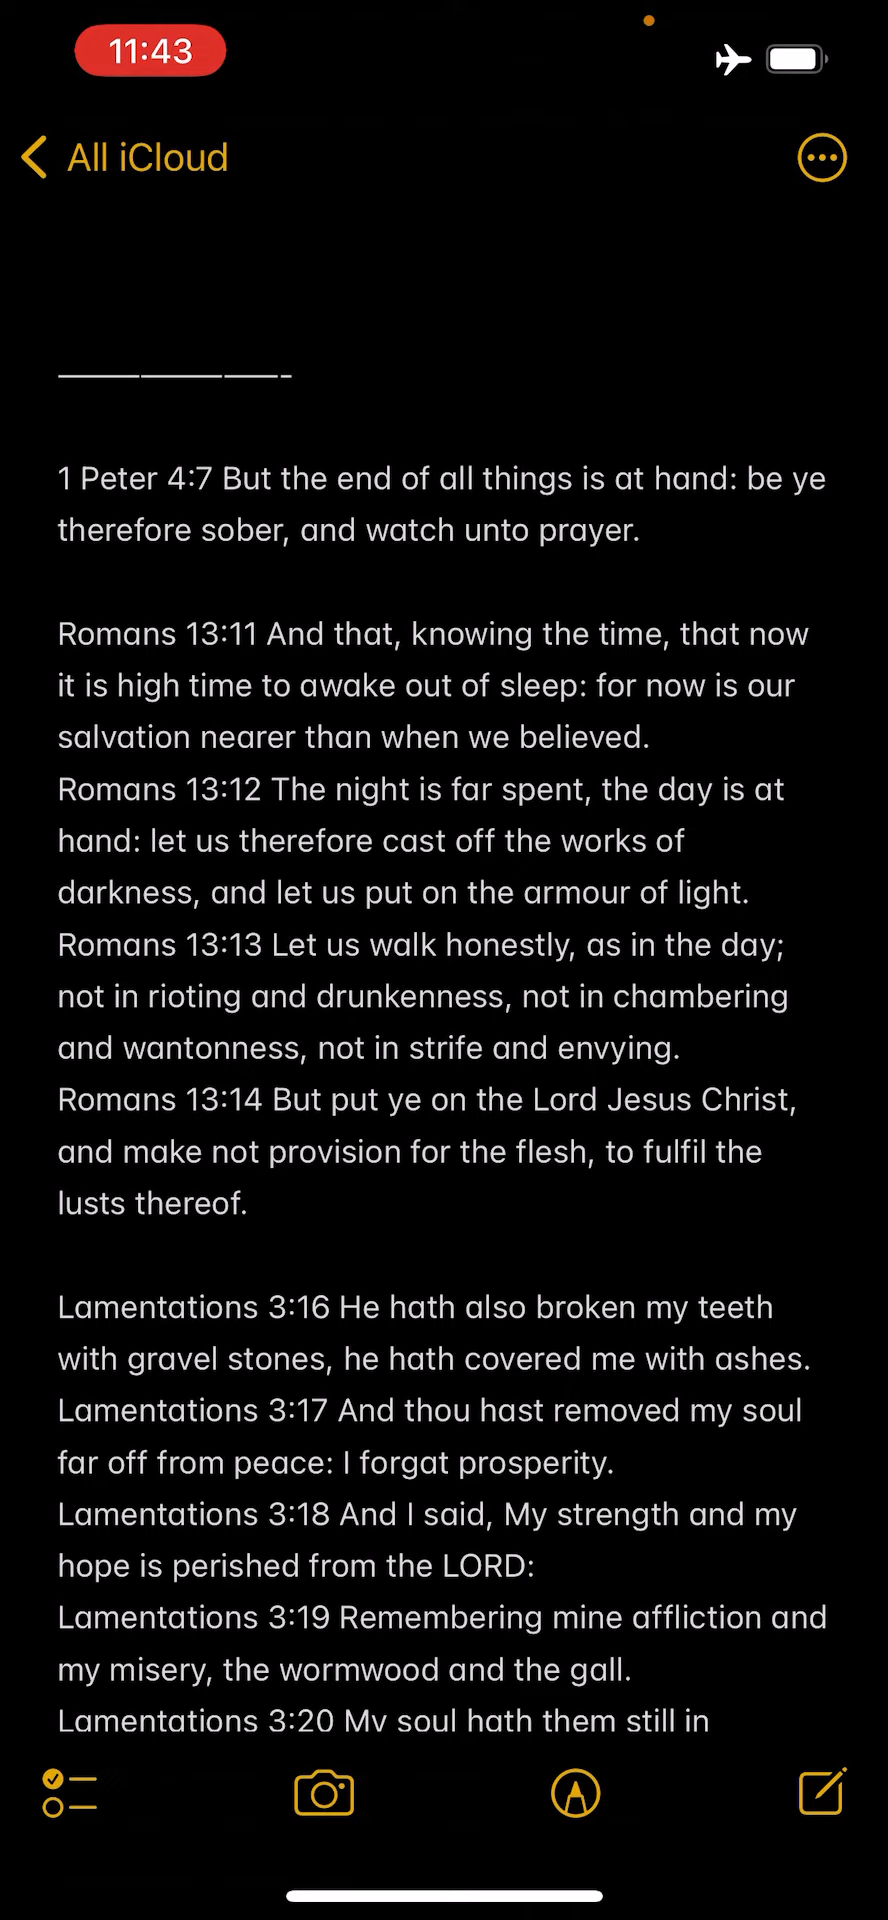 11:43
All iCloud
———————-
1 Peter 4:7 But the end of all things is at hand: be ye
therefore sober, and watch unto prayer.
Romans 13:11 And that, knowing the time, that now
it is high time to awake out of sleep: for now is our
salvation nearer than when we believed.
Romans 13:12 The night is far spent, the day is at
hand: let us therefore cast off the works of
darkness, and let us put on the armour of light.
Romans 13:13 Let us walk honestly, as in the day;
not in rioting and drunkenness, not in chambering
and wantonness, not in strife and envying.
Romans 13:14 But put ye on the Lord Jesus Christ,
and make not provision for the flesh, to fulfil the
lusts thereof.
Lamentations 3:16 He hath also broken my teeth
with gravel stones, he hath covered me with ashes.
Lamentations 3:17 And thou hast removed my soul
far off from peace: I forgat prosperity.
Lamentations 3:18 And I said, My strength and my
hope is perished from the LORD:
Lamentations 3:19 Remembering mine affliction and
my misery, the wormwood and the gall.
Lamentations 3:20 My soul hath them still in